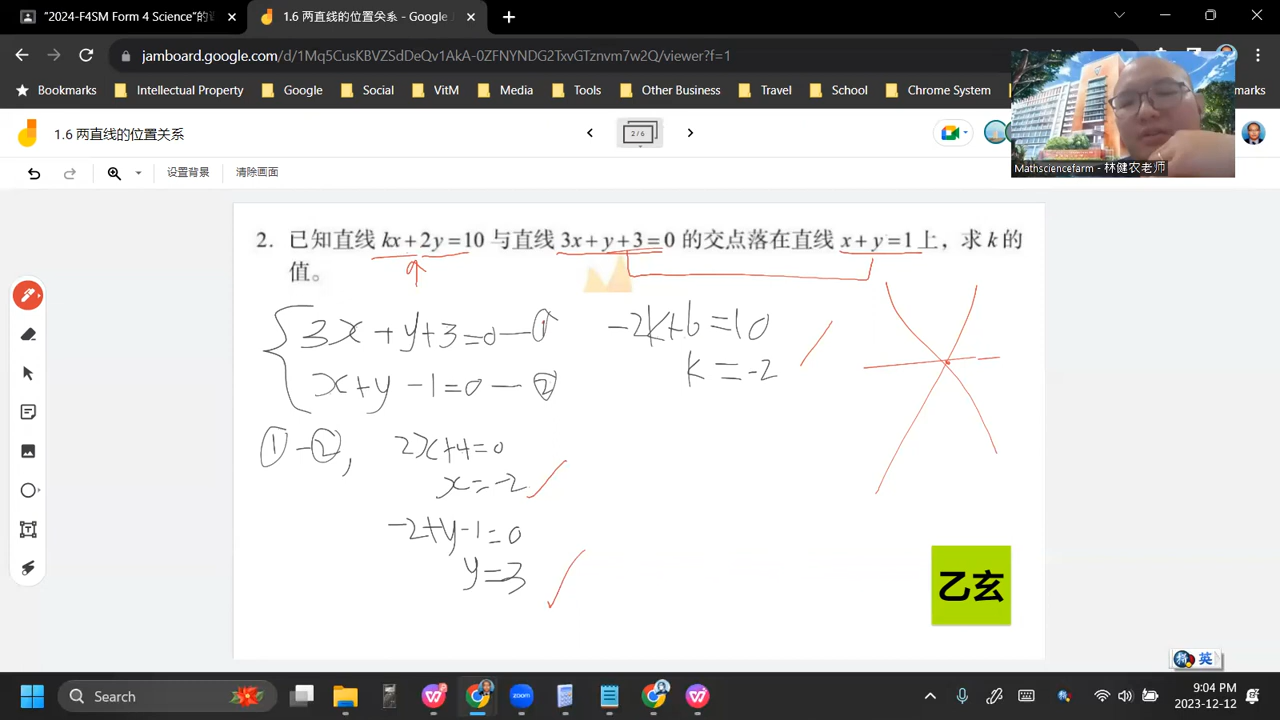 "2024-F4SM Form 4 Science"的
1.6 两直线的位置关系 - Google
jamboard.google.com/d/1Mq5CusKBVZSdDeQv1AkA-0ZFNYNDG2TxvGTznvm7w2Q/viewer?f=1
Bookmarks Intellectual Property Google Social VitM Media Tools Other Business Travel School Chrome System
1.6 两直线的位置关系
2 / 6
Mathsciencefarm - 林健农老师
设置背景 清除画面
2. 已知直线 kx + 2y = 10 与直线 3x + y + 3 = 0 的交点落在直线 x + y = 1 上，求 k 的
值。
3x + y + 3 = 0 — ①
x + y - 1 = 0 — ②
① - ②, 2x + 4 = 0
x = -2
-2 + y - 1 = 0
y = 3
-2k + 6 = 10
k = -2
乙玄
英
Search
9:04 PM
2023-12-12